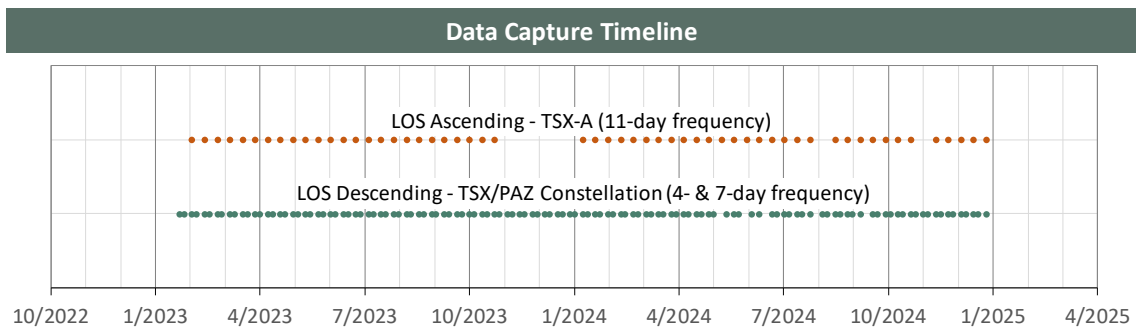 Data Capture Timeline
LOS Ascending - TSX-A (11-day frequency)
LOS Descending - TSX/PAZ Constellation (4- & 7-day frequency)
10/2022 1/2023 4/2023 7/2023 10/2023 1/2024 4/2024 7/2024 10/2024 1/2025 4/2025